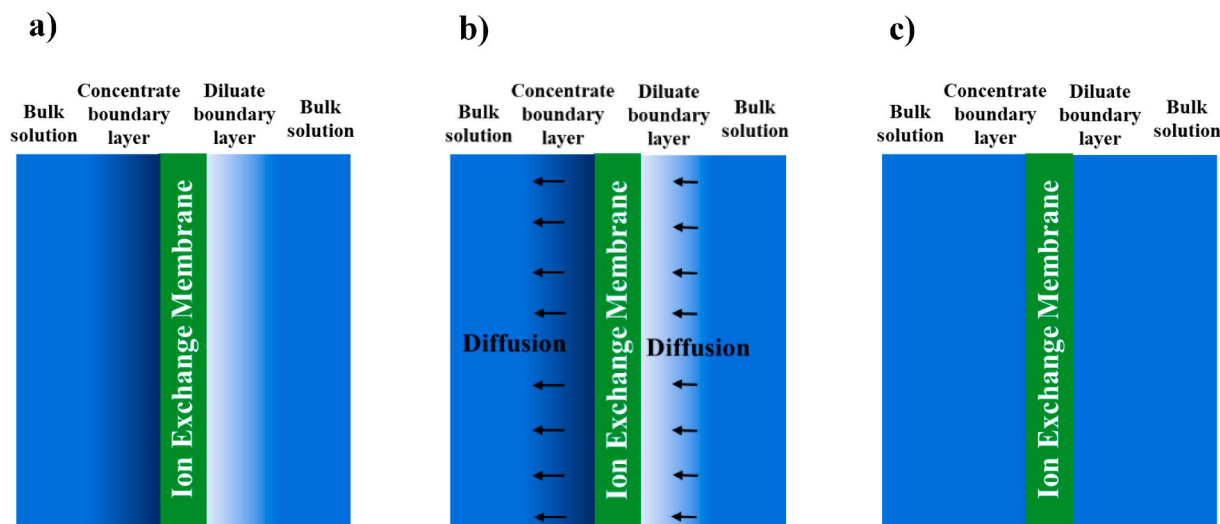 a)
Bulk
solution
Concentrate
boundary
layer
Diluate
boundary
layer
Bulk
solution
Ion Exchange Membrane
b)
Bulk
solution
Concentrate
boundary
layer
Diluate
boundary
layer
Bulk
solution
Diffusion
Ion Exchange Membrane
Diffusion
c)
Bulk
solution
Concentrate
boundary
layer
Diluate
boundary
layer
Bulk
solution
Ion Exchange Membrane